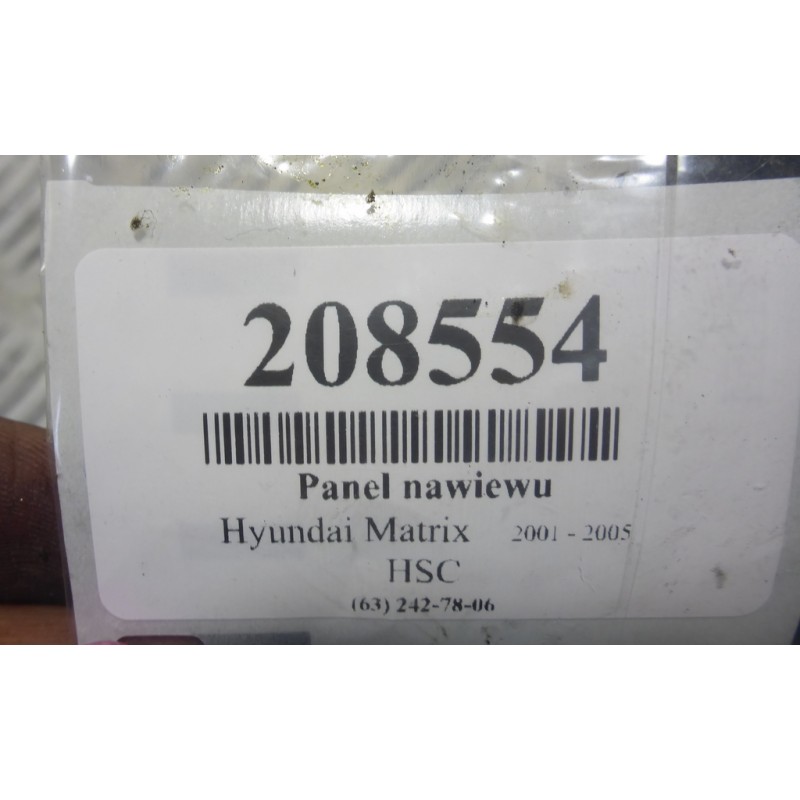 208554
Panel nawiewu
Hyundai Matrix 2001 - 2005
HSC
(63) 242-78-06